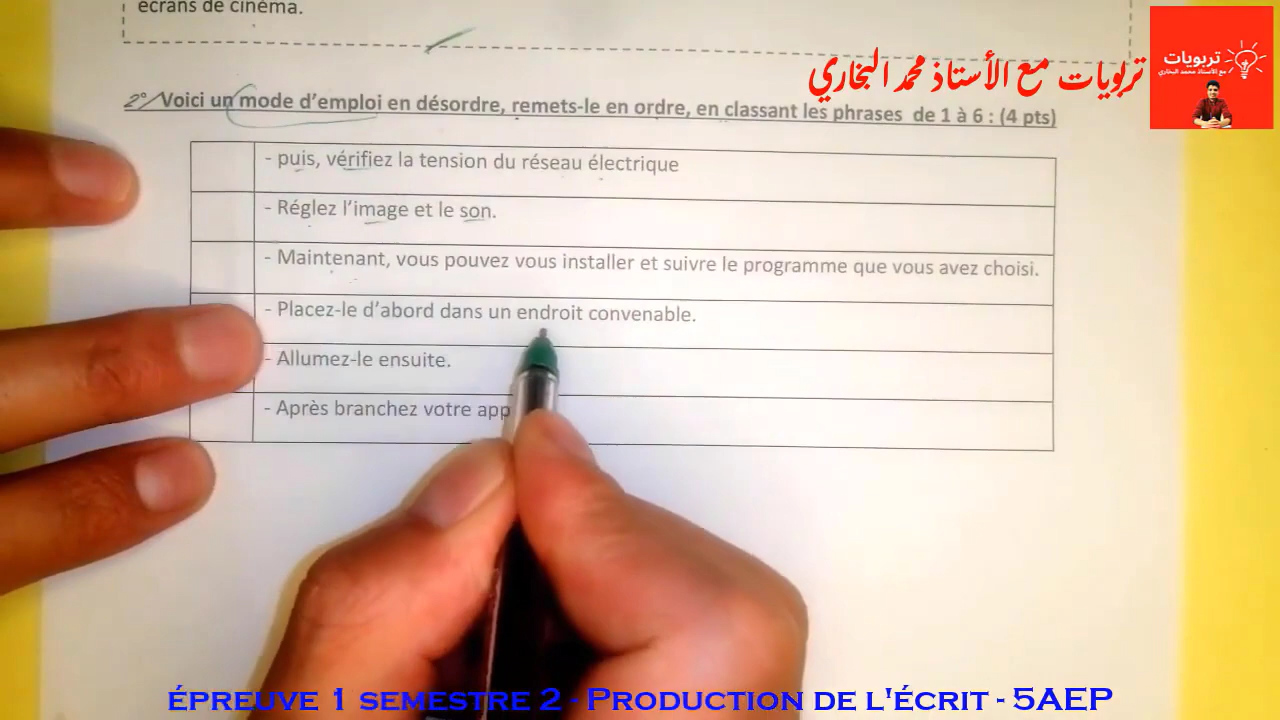 écrans de cinéma.
تربويات
مع الأستاذ محمد البخاري
تربويات مع الأستاذ محمد البخاري
2° Voici un mode d'emploi en désordre, remets-le en ordre, en classant les phrases de 1 à 6 : (4 pts)
- puis, vérifiez la tension du réseau électrique
- Réglez l'image et le son.
- Maintenant, vous pouvez vous installer et suivre le programme que vous avez choisi.
- Placez-le d'abord dans un endroit convenable.
- Allumez-le ensuite.
- Après branchez votre app
épreuve 1 semestre 2 - Production de l'écrit - 5AEP